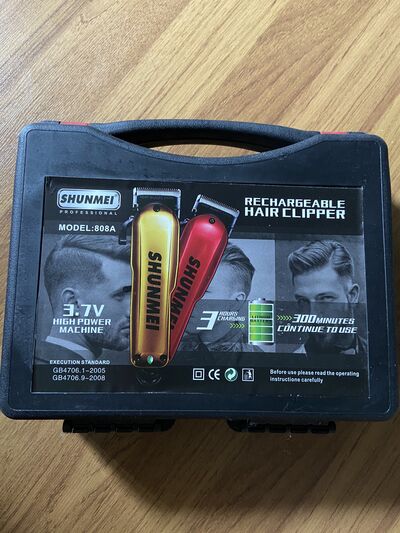 SHUNMEI
PROFESSIONAL
MODEL:808A
RECHARGEABLE
HAIR CLIPPER
SHUNMEI
SHUNMEI
3.7V
HIGH POWER
MACHINE
3 HOURS
CHARGING
300MINUTES
CONTINUE TO USE
EXECUTION STANDARD
GB4706.1~2005
GB4706.9~2008
CE
Before use please read the operating
instructions carefully